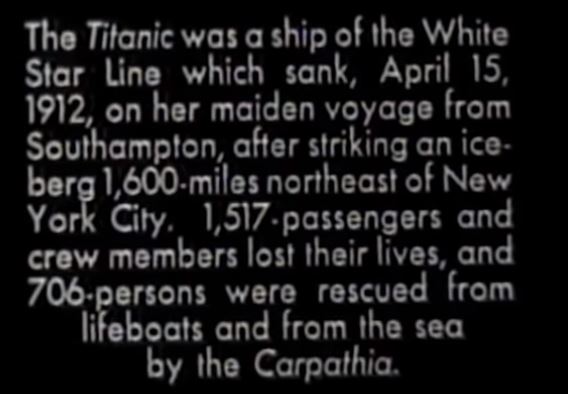 The Titanic was a ship of the White
Star Line which sank, April 15,
1912, on her maiden voyage from
Southampton, after striking an ice-
berg 1,600-miles northeast of New
York City. 1,517-passengers and
crew members lost their lives, and
706-persons were rescued from
lifeboats and from the sea
by the Carpathia.